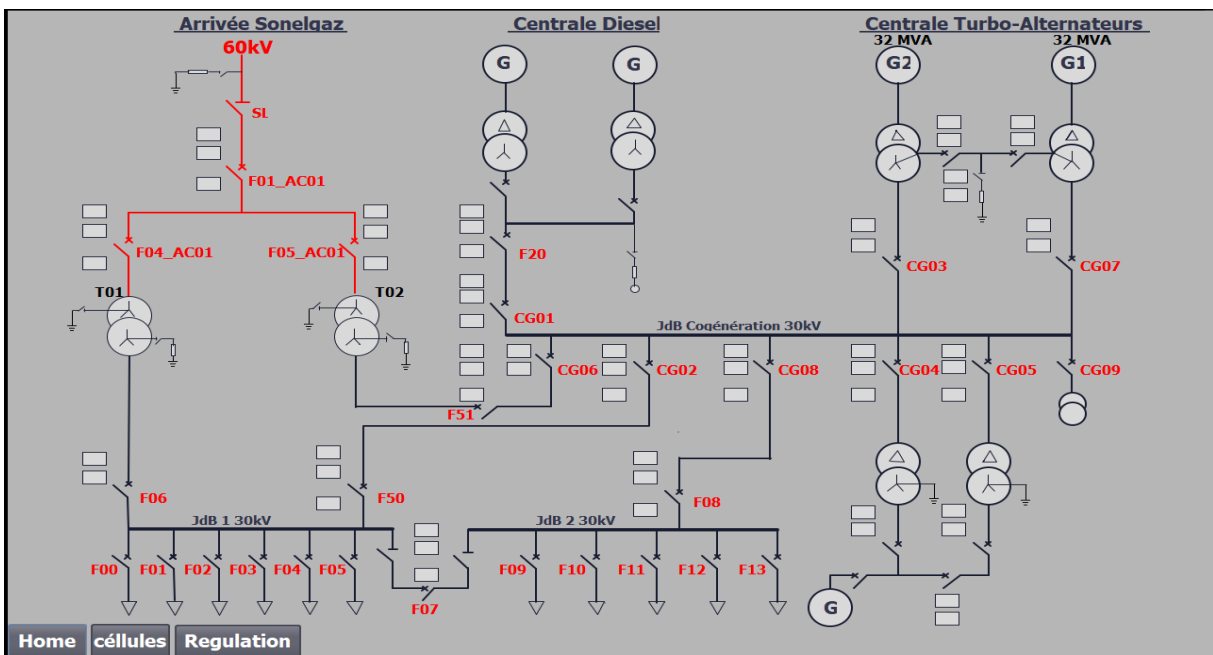 Arrivée Sonelgaz
Centrale Diesel
Centrale Turbo-Alternateurs
60kV
32 MVA
32 MVA
G
G
G2
G1
SL
F01_AC01
F04_AC01
F05_AC01
F20
CG03
CG07
T01
T02
CG01
JdB Cogénération 30kV
CG06
CG02
CG08
CG04
CG05
CG09
F51
F06
F50
F08
JdB 1 30kV
JdB 2 30kV
F00
F01
F02
F03
F04
F05
F09
F10
F11
F12
F13
F07
G
Home
céllules
Regulation